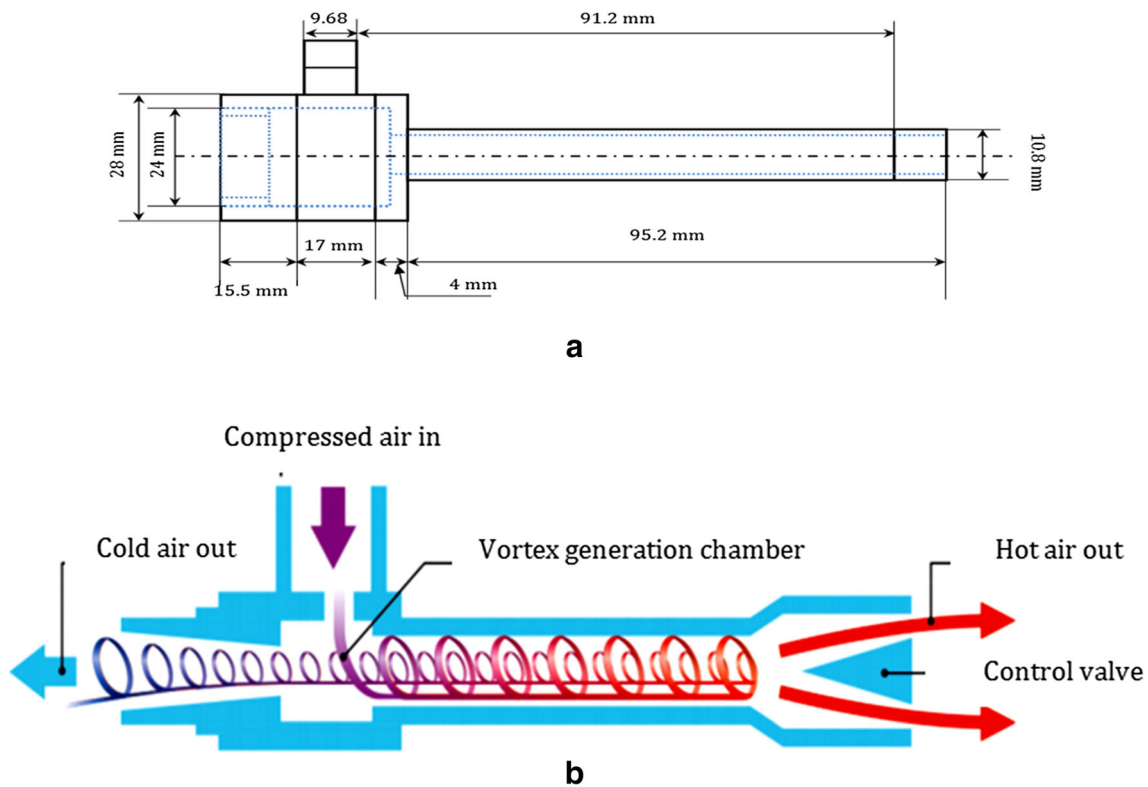 9.68
91.2 mm
28 mm
24 mm
10.8 mm
17 mm
95.2 mm
15.5 mm
4 mm
a
Compressed air in
Cold air out
Vortex generation chamber
Hot air out
Control valve
b